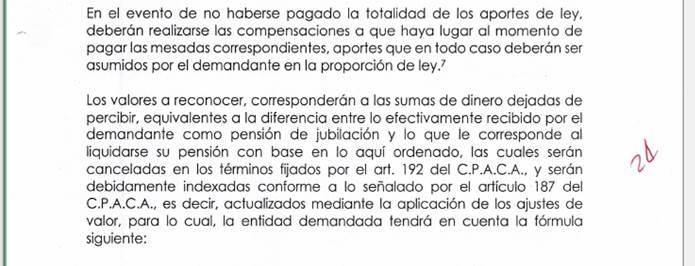 En el evento de no haberse pagado la totalidad de los aportes de ley,
deberán realizarse las compensaciones a que haya lugar al momento de
pagar las mesadas correspondientes, aportes que en todo caso deberán ser
asumidos por el demandante en la proporción de ley.⁷
Los valores a reconocer, corresponderán a las sumas de dinero dejadas de
percibir, equivalentes a la diferencia entre lo efectivamente recibido por el
demandante como pensión de jubilación y lo que le corresponde al
liquidarse su pensión con base en lo aquí ordenado, las cuales serán
canceladas en los términos fijados por el art. 192 del C.P.A.C.A., y serán
debidamente indexadas conforme a lo señalado por el artículo 187 del
C.P.A.C.A., es decir, actualizados mediante la aplicación de los ajustes de
valor, para lo cual, la entidad demandada tendrá en cuenta la fórmula
siguiente: